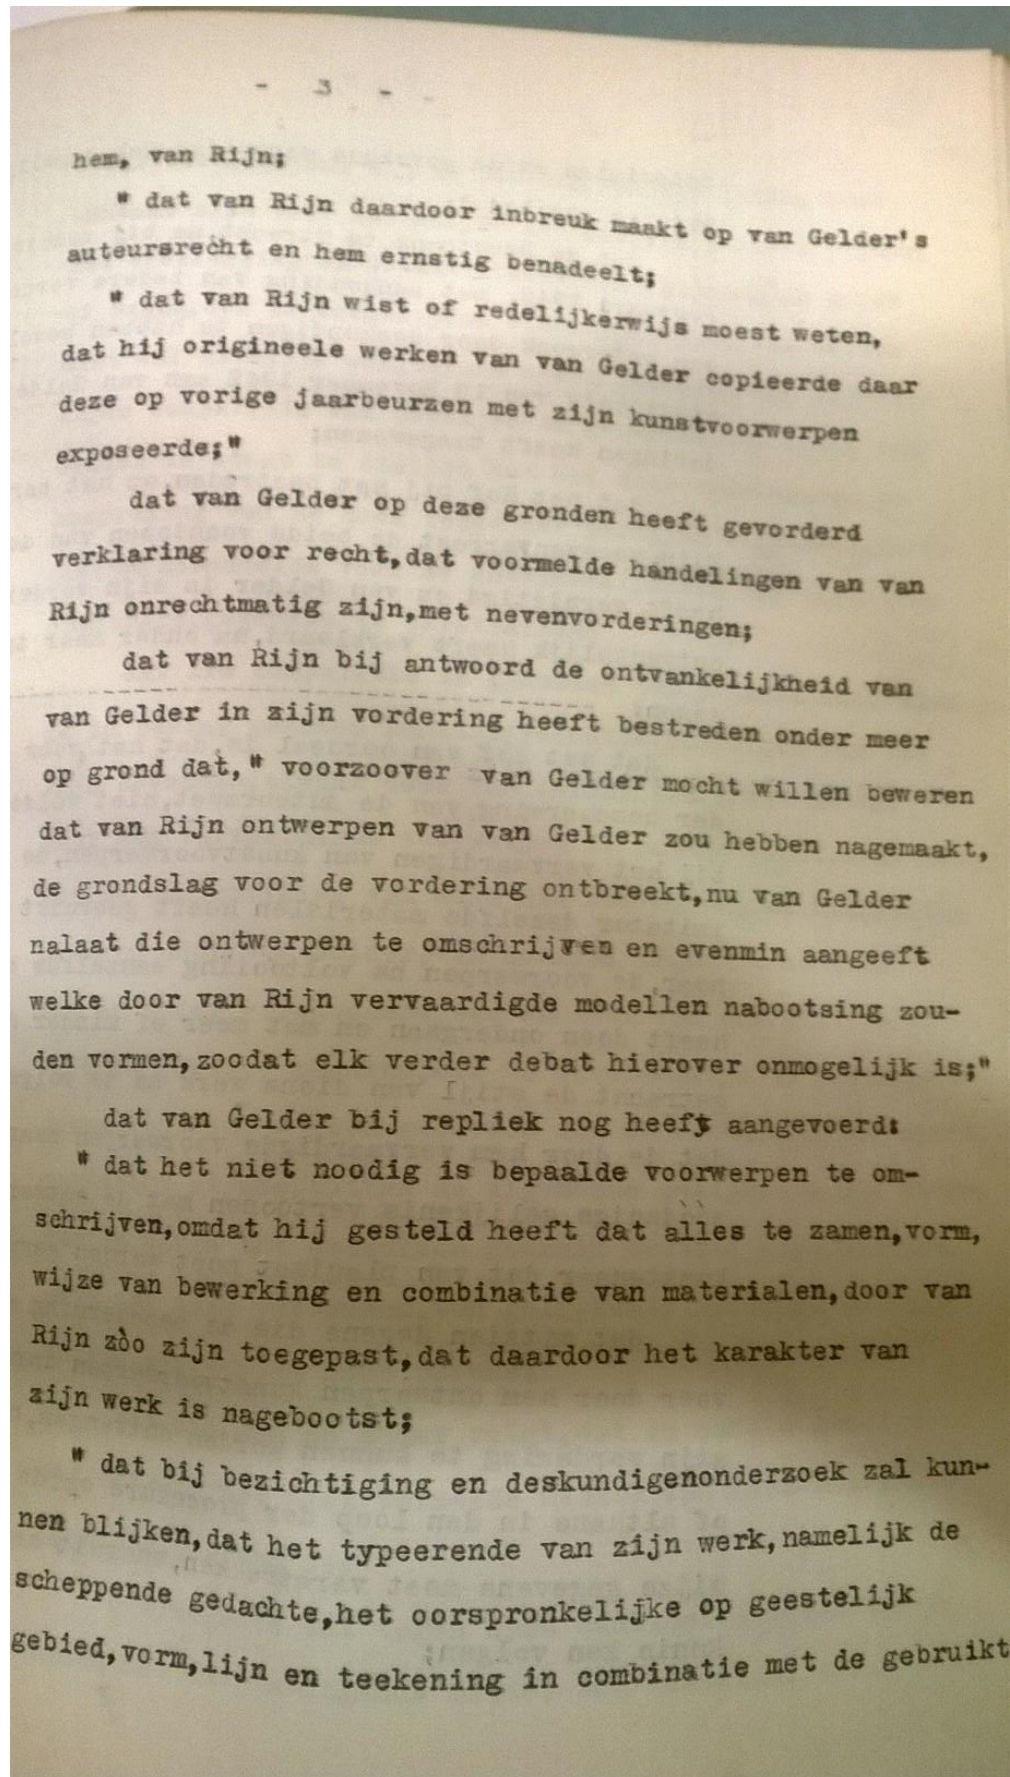 - 3 -
hem, van Rijn;
" dat van Rijn daardoor inbreuk maakt op van Gelder's
auteursrecht en hem ernstig benadeelt;
" dat van Rijn wist of redelijkerwijs moest weten,
dat hij origineele werken van van Gelder copieerde daar
deze op vorige jaarbeurzen met zijn kunstvoorwerpen
exposeerde;"
dat van Gelder op deze gronden heeft gevorderd
verklaring voor recht,dat voormelde handelingen van van
Rijn onrechtmatig zijn,met nevenvorderingen;
dat van Rijn bij antwoord de ontvankelijkheid van
van Gelder in zijn vordering heeft bestreden onder meer
op grond dat," voorzoover van Gelder mocht willen beweren
dat van Rijn ontwerpen van van Gelder zou hebben nagemaakt,
de grondslag voor de vordering ontbreekt,nu van Gelder
nalaat die ontwerpen te omschrijven en evenmin aangeeft
welke door van Rijn vervaardigde modellen nabootsing zou-
den vormen,zoodat elk verder debat hierover onmogelijk is;"
dat van Gelder bij repliek nog heeft aangevoerd:
" dat het niet noodig is bepaalde voorwerpen te om-
schrijven,omdat hij gesteld heeft dat alles te zamen,vorm,
wijze van bewerking en combinatie van materialen,door van
Rijn zòo zijn toegepast,dat daardoor het karakter van
zijn werk is nagebootst;
" dat bij bezichtiging en deskundigenonderzoek zal kun-
nen blijken,dat het typeerende van zijn werk,namelijk de
scheppende gedachte,het oorspronkelijke op geestelijk
gebied,vorm,lijn en teekening in combinatie met de gebruikt